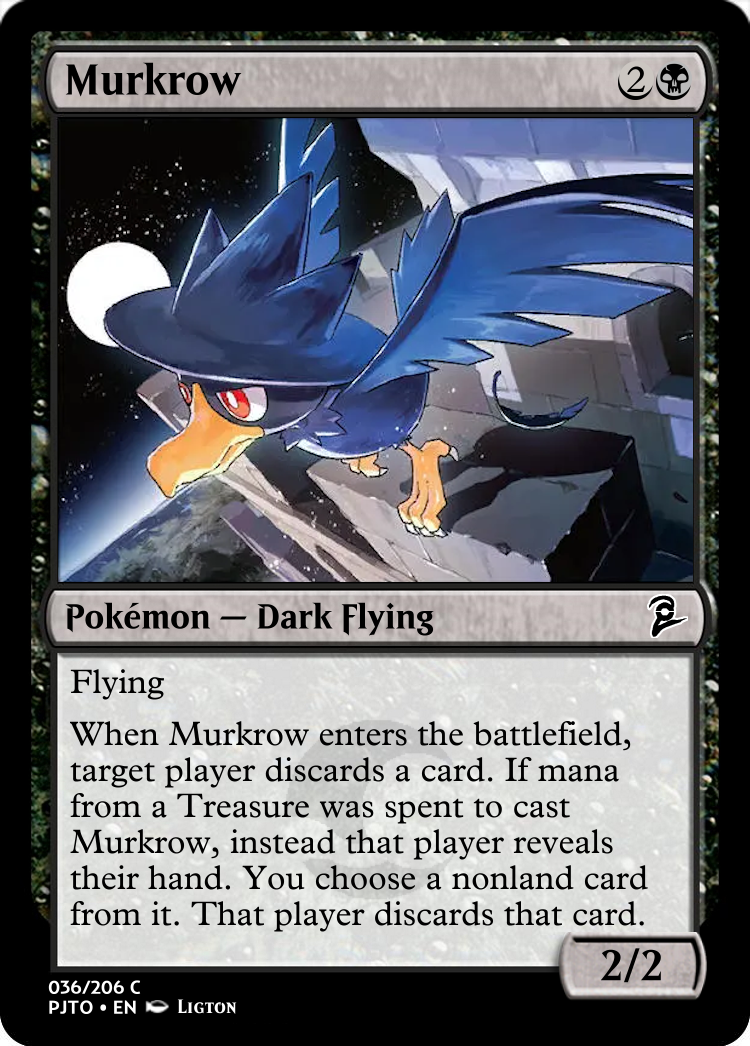 Murkrow 2
Pokémon — Dark Flying
Flying
When Murkrow enters the battlefield,
target player discards a card. If mana
from a Treasure was spent to cast
Murkrow, instead that player reveals
their hand. You choose a nonland card
from it. That player discards that card.
2/2
036/206 C
PJTO • EN Ligton